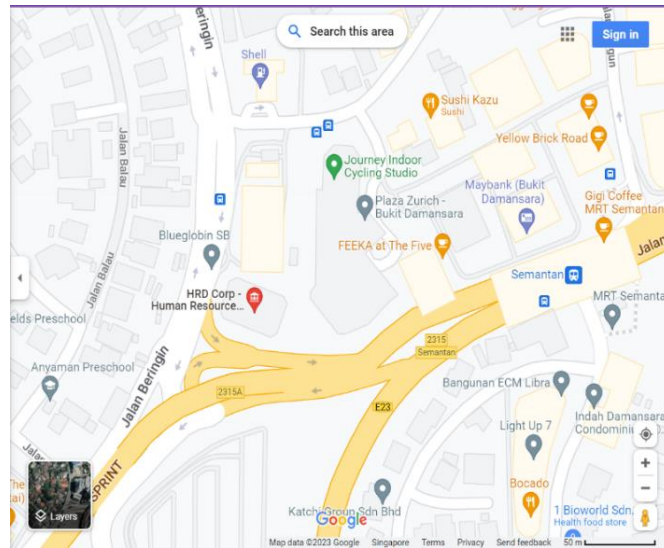 Search this area
Sign in
Jalan Beringin
Shell
Sushi Kazu
Sushi
Jalan Balau
Yellow Brick Road
Journey Indoor
Cycling Studio
Maybank (Bukit
Damansara)
Plaza Zurich -
Bukit Damansara
Gigi Coffee
MRT Semantan
Blueglobin SB
FEEKA at The Five
Jalan Balau
Semantan
HRD Corp -
Human Resource...
MRT Semanta
Anyaman Preschool
Jalan Beringin
2315
Semantan
2315A
E23
Bangunan ECM Libra
Indah Damansara
Light Up 7
SPRINT
Bocado
Layers
Katchi Group Sdn Bhd
1 Bioworld Sdn.
Health food store
Google
Map data ©2023 Google
Singapore
Terms
Privacy
Send feedback
50 m